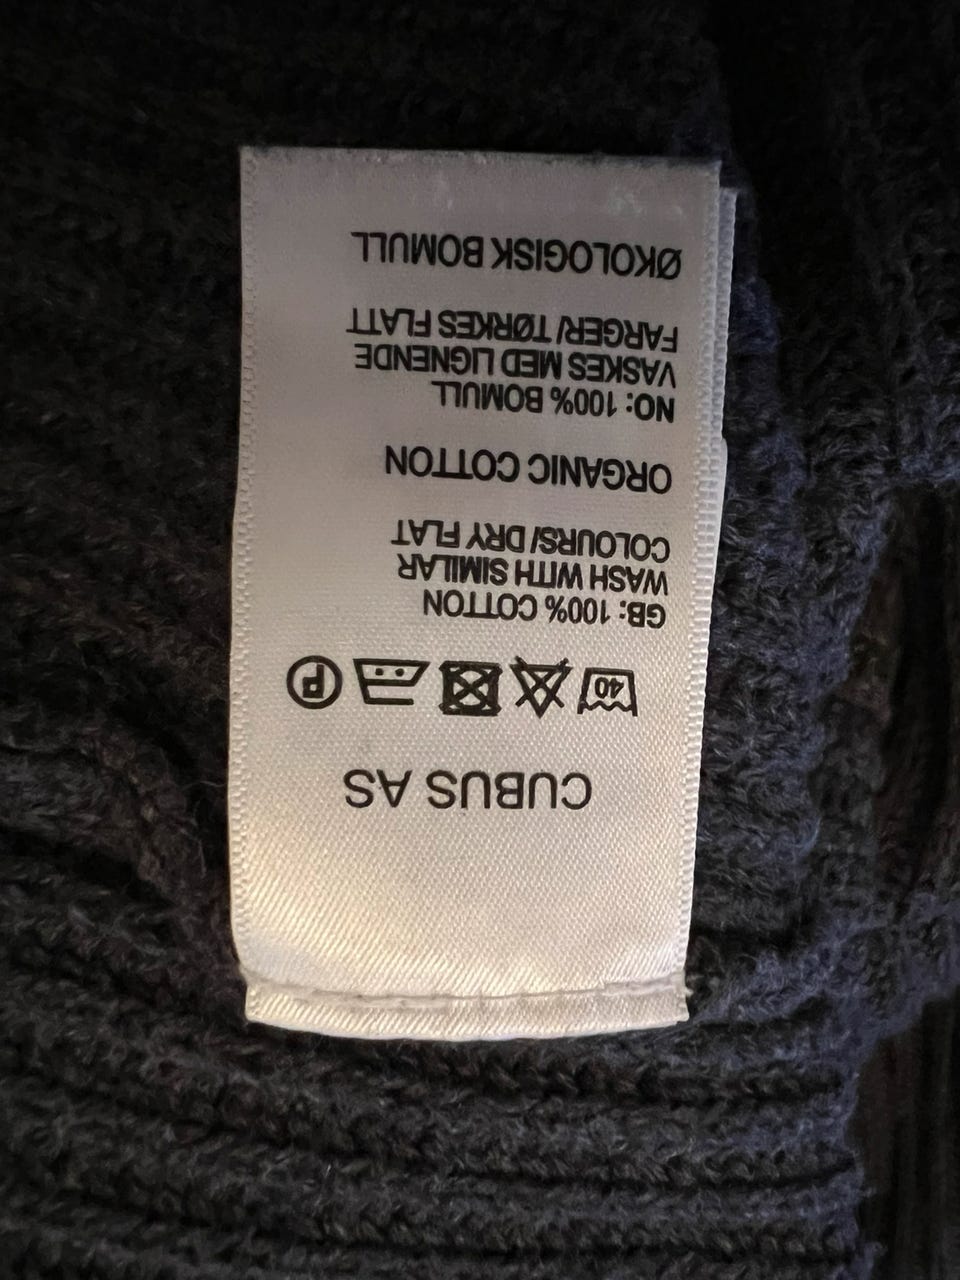 CUBUS AS
40 P
GB: 100% COTTON
WASH WITH SIMILAR
COLOURS/ DRY FLAT
ORGANIC COTTON
NO: 100% BOMULL
VASKES MED LIGNENDE
FARGER/ TØRKES FLATT
ØKOLOGISK BOMULL